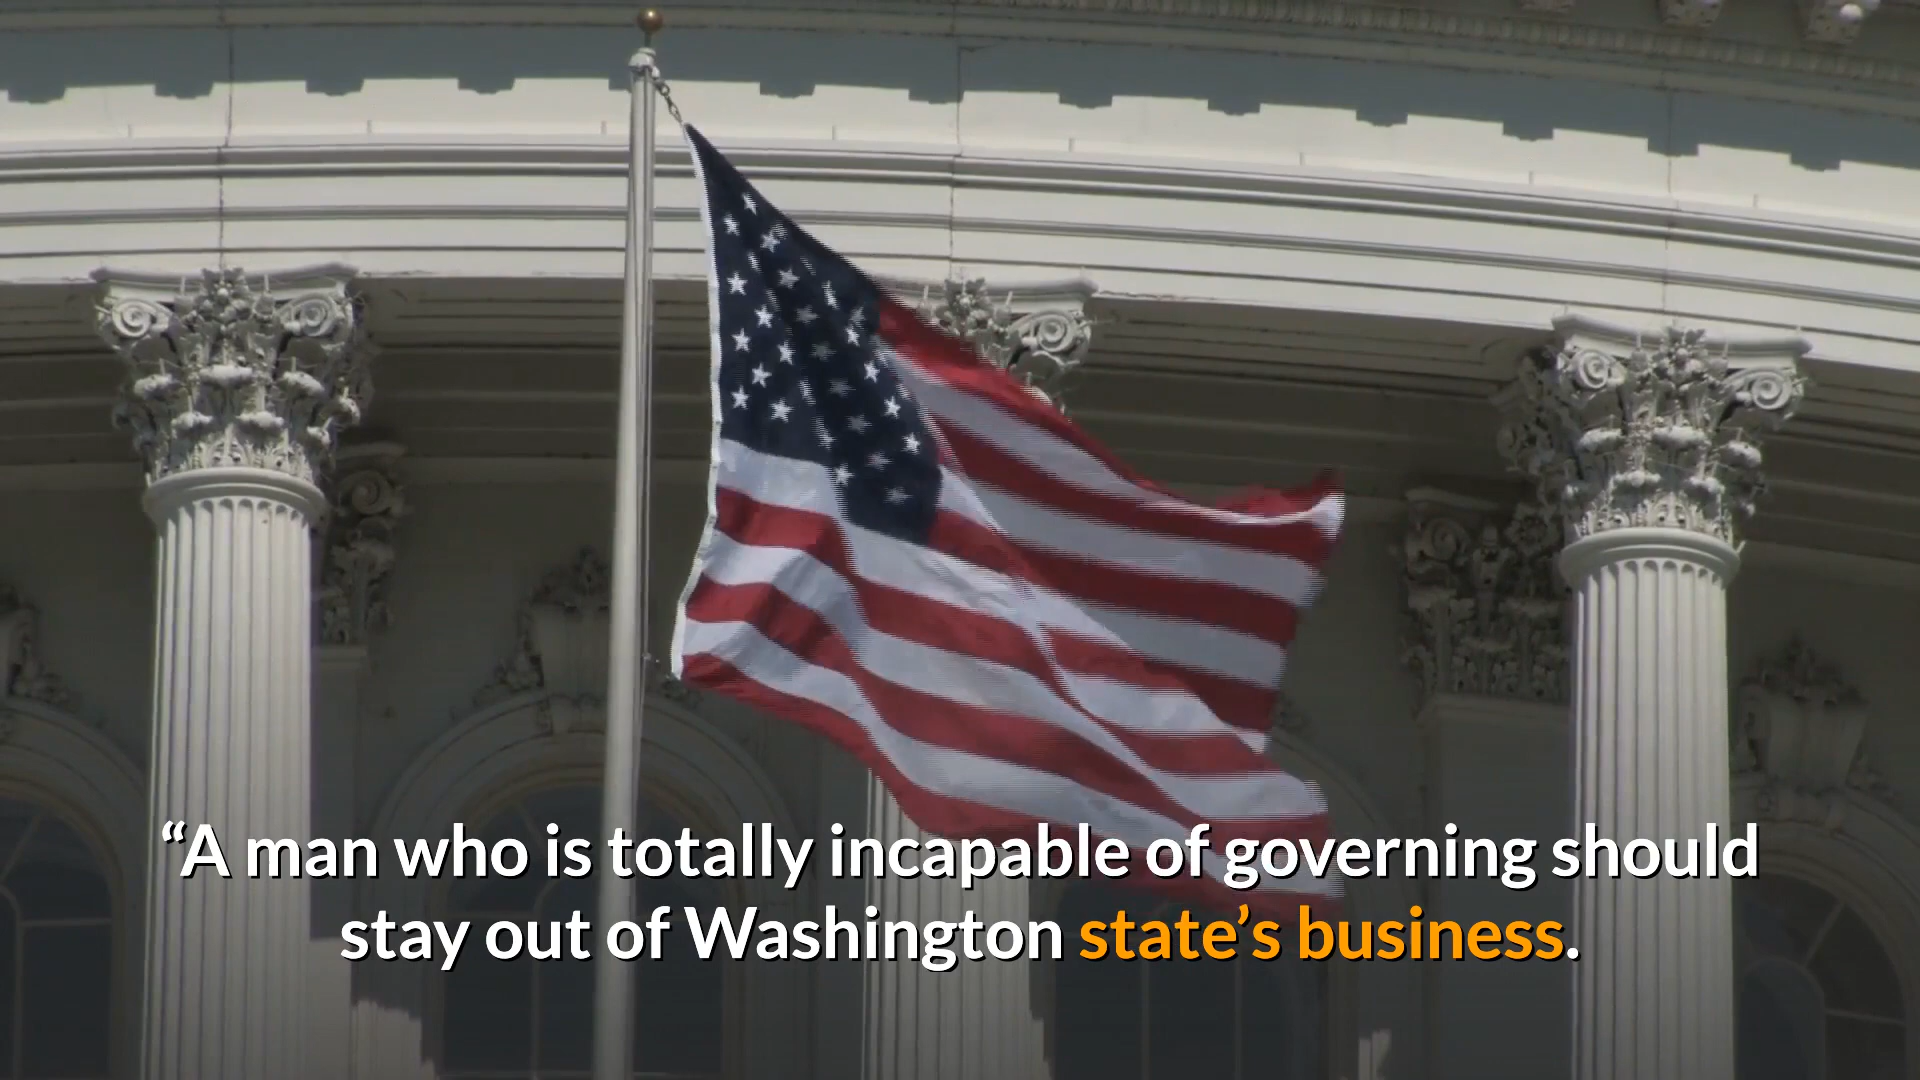 “A man who is totally incapable of governing should
stay out of Washington state’s business.